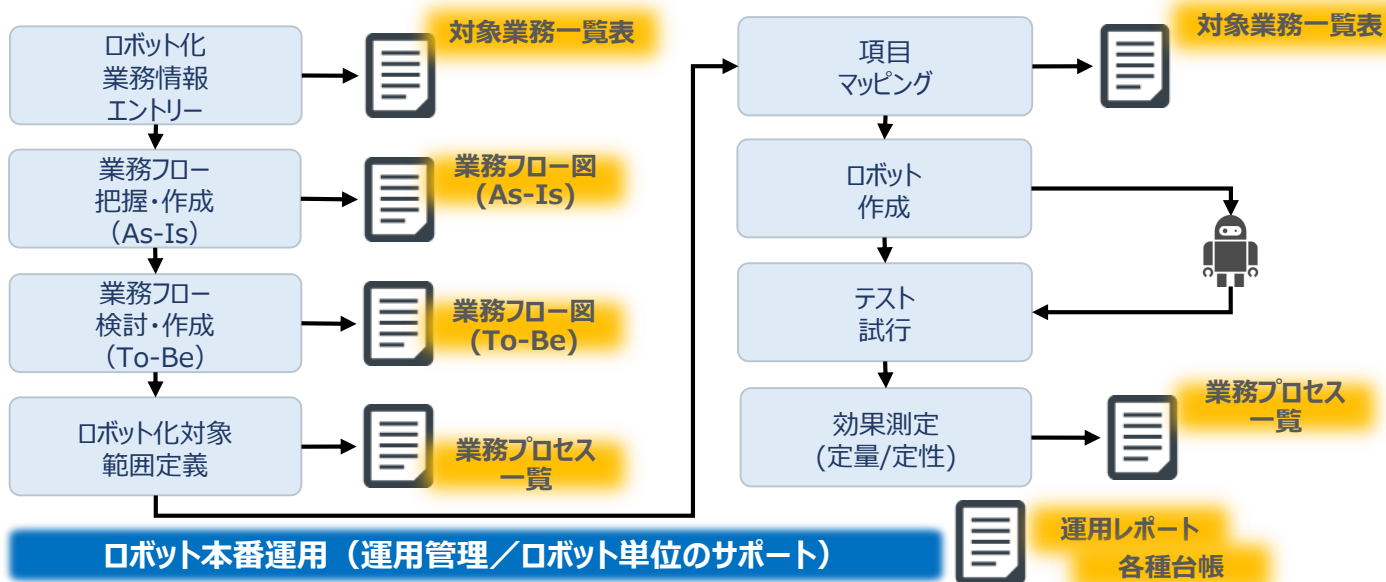 ロボット化
業務情報
エントリー
対象業務一覧表
業務フロー
把握・作成
(As-Is)
業務フロー図
(As-Is)
業務フロー
検討・作成
(To-Be)
業務フロー図
(To-Be)
ロボット化対象
範囲定義
業務プロセス
一覧
項目
マッピング
対象業務一覧表
ロボット
作成
テスト
試行
効果測定
(定量/定性)
業務プロセス
一覧
ロボット本番運用（運用管理／ロボット単位のサポート）
運用レポート
各種台帳